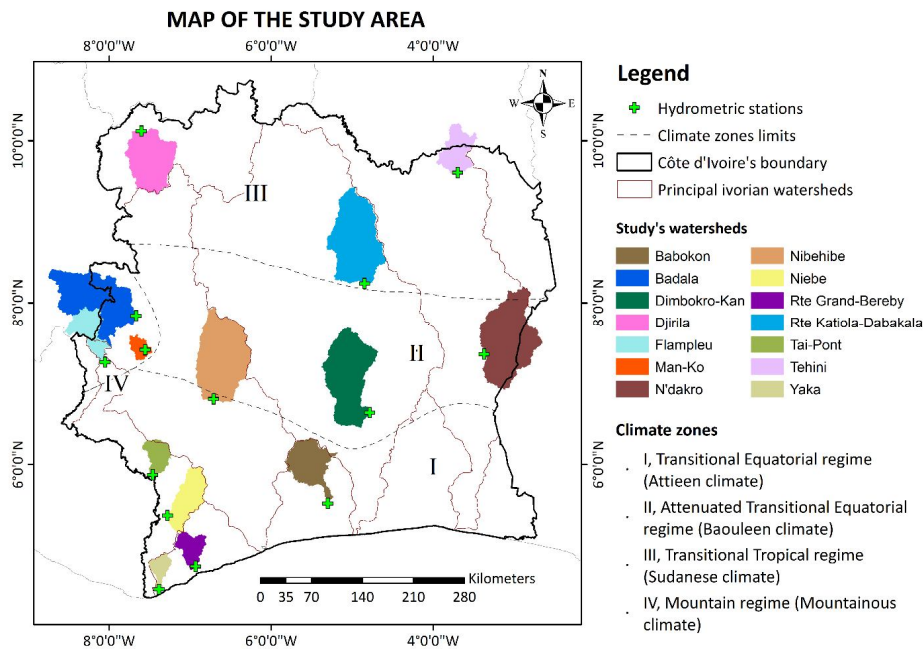 MAP OF THE STUDY AREA
8°0'0"W 6°0'0"W 4°0'0"W
10°0'0"N 10°0'0"N
8°0'0"N 8°0'0"N
6°0'0"N 6°0'0"N
N
W E
S
III
II
IV
I
Kilometers
0 35 70 140 210 280
8°0'0"W 6°0'0"W 4°0'0"W
Legend
Hydrometric stations
Climate zones limits
Côte d'Ivoire's boundary
Principal ivorian watersheds
Study's watersheds
Babokon
Badala
Dimbokro-Kan
Djirila
Flampleu
Man-Ko
N'dakro
Nibehibe
Niebe
Rte Grand-Bereby
Rte Katiola-Dabakala
Tai-Pont
Tehini
Yaka
Climate zones
I, Transitional Equatorial regime
(Attieen climate)
II, Attenuated Transitional Equatorial
regime (Baouleen climate)
III, Transitional Tropical regime
(Sudanese climate)
IV, Mountain regime (Mountainous
climate)